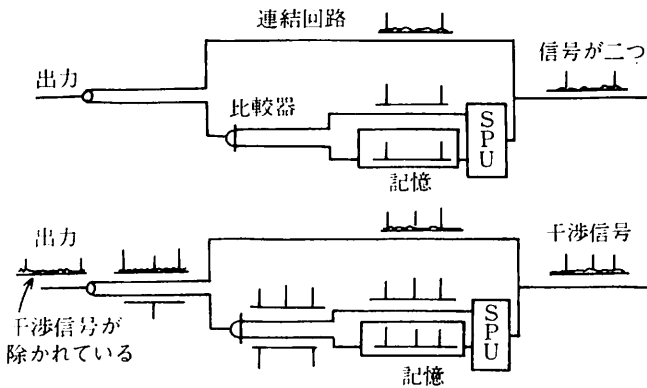 連結回路
信号が二つ
出力
比較器
SPU
記憶
出力
干渉信号
干渉信号が
除かれている
SPU
記憶